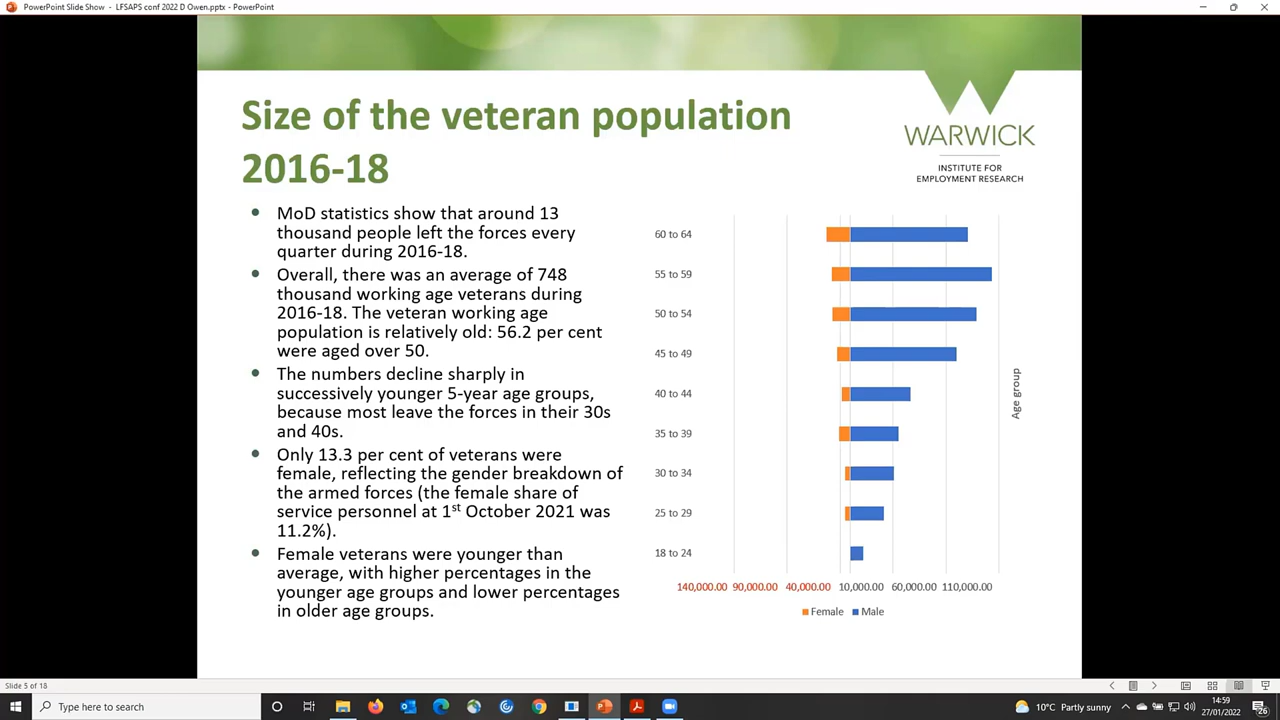 PowerPoint Slide Show - LFSAPS conf 2022 D Owen.pptx - PowerPoint
Size of the veteran population
2016-18
WARWICK
INSTITUTE FOR
EMPLOYMENT RESEARCH
• MoD statistics show that around 13
thousand people left the forces every
quarter during 2016-18.
• Overall, there was an average of 748
thousand working age veterans during
2016-18. The veteran working age
population is relatively old: 56.2 per cent
were aged over 50.
• The numbers decline sharply in
successively younger 5-year age groups,
because most leave the forces in their 30s
and 40s.
• Only 13.3 per cent of veterans were
female, reflecting the gender breakdown of
the armed forces (the female share of
service personnel at 1st October 2021 was
11.2%).
• Female veterans were younger than
average, with higher percentages in the
younger age groups and lower percentages
in older age groups.
60 to 64
55 to 59
50 to 54
45 to 49
40 to 44
35 to 39
30 to 34
25 to 29
18 to 24
Age group
140,000.00 90,000.00 40,000.00 10,000.00 60,000.00 110,000.00
Female Male
Slide 5 of 18
Type here to search
10°C Partly sunny
14:59
27/01/2022
26